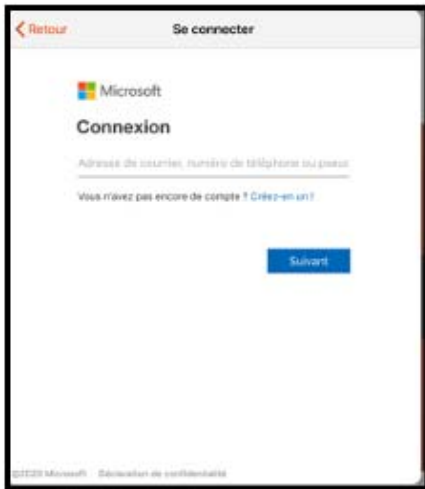 Retour Se connecter
Microsoft
Connexion
Adresse de courrier, numéro de téléphone ou pseu
Vous n'avez pas encore de compte ? Créez-en un !
Suivant
©2020 Microsoft Déclaration de confidentialité